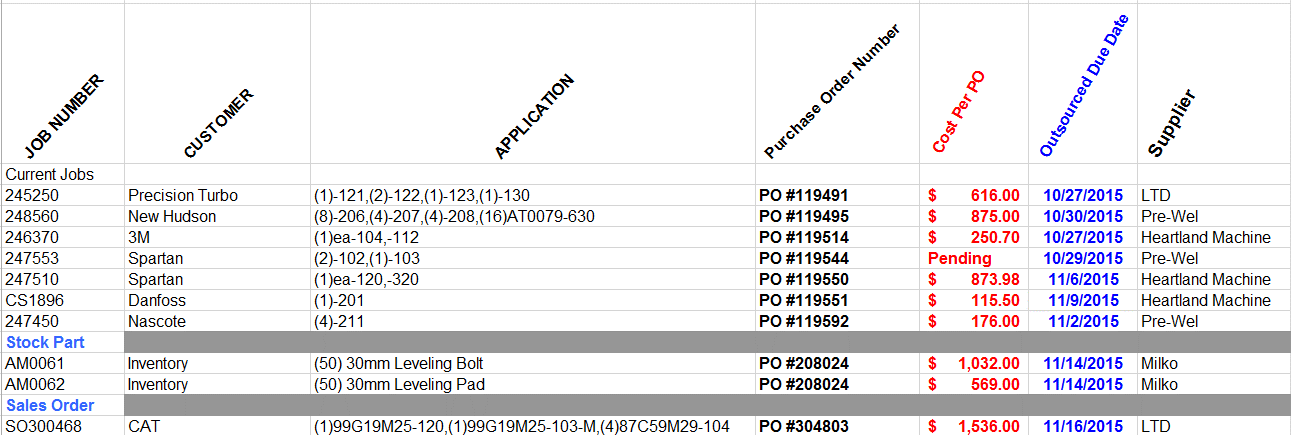 JOB NUMBER CUSTOMER APPLICATION Purchase Order Number Cost Per PO Outsourced Due Date Supplier
Current Jobs
245250 Precision Turbo (1)-121,(2)-122,(1)-123,(1)-130 PO #119491 $ 616.00 10/27/2015 LTD
248560 New Hudson (8)-206,(4)-207,(4)-208,(16)AT0079-630 PO #119495 $ 875.00 10/30/2015 Pre-Wel
246370 3M (1)ea-104,-112 PO #119514 $ 250.70 10/27/2015 Heartland Machine
247553 Spartan (2)-102,(1)-103 PO #119544 Pending 10/29/2015 Pre-Wel
247510 Spartan (1)ea-120,-320 PO #119550 $ 873.98 11/6/2015 Heartland Machine
CS1896 Danfoss (1)-201 PO #119551 $ 115.50 11/9/2015 Heartland Machine
247450 Nascote (4)-211 PO #119592 $ 176.00 11/2/2015 Pre-Wel
Stock Part
AM0061 Inventory (50) 30mm Leveling Bolt PO #208024 $ 1,032.00 11/14/2015 Milko
AM0062 Inventory (50) 30mm Leveling Pad PO #208024 $ 569.00 11/14/2015 Milko
Sales Order
SO300468 CAT (1)99G19M25-120,(1)99G19M25-103-M,(4)87C59M29-104 PO #304803 $ 1,536.00 11/16/2015 LTD